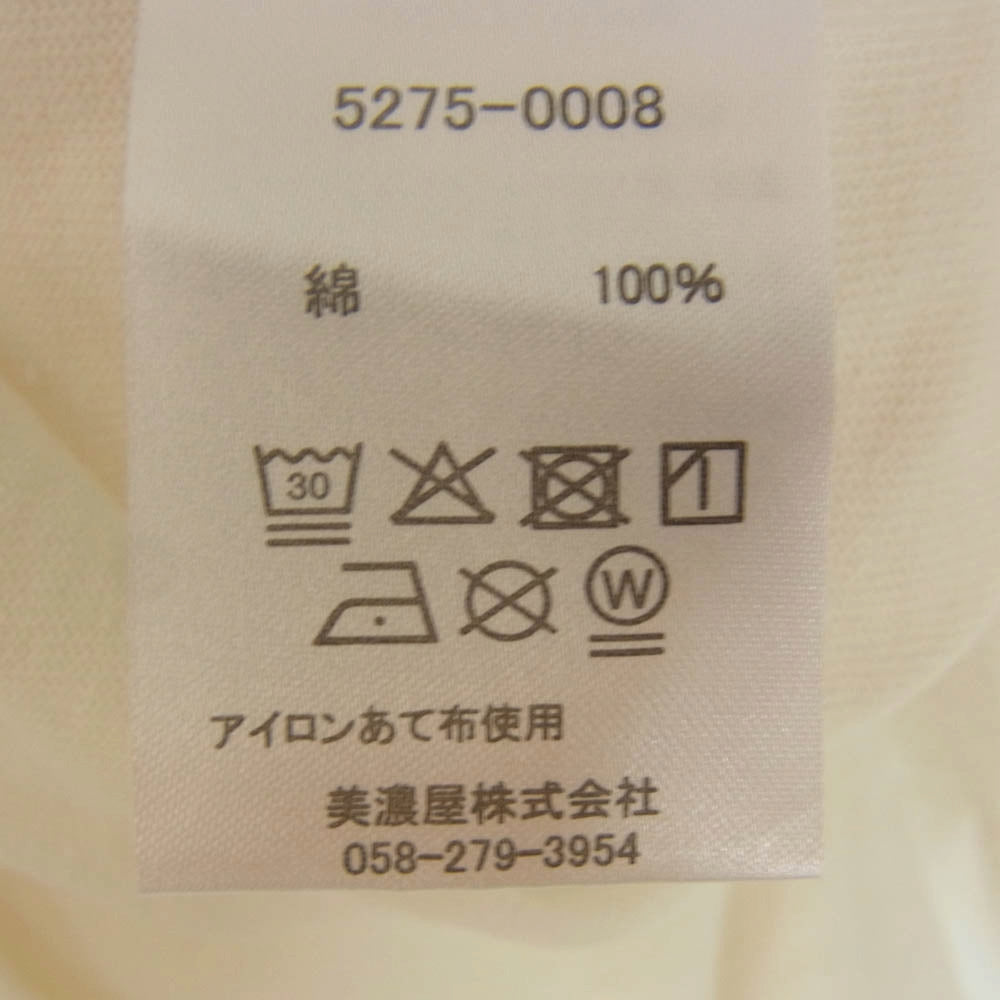 5275-0008
綿 100%
30
W
アイロンあて布使用
美濃屋株式会社
058-279-3954